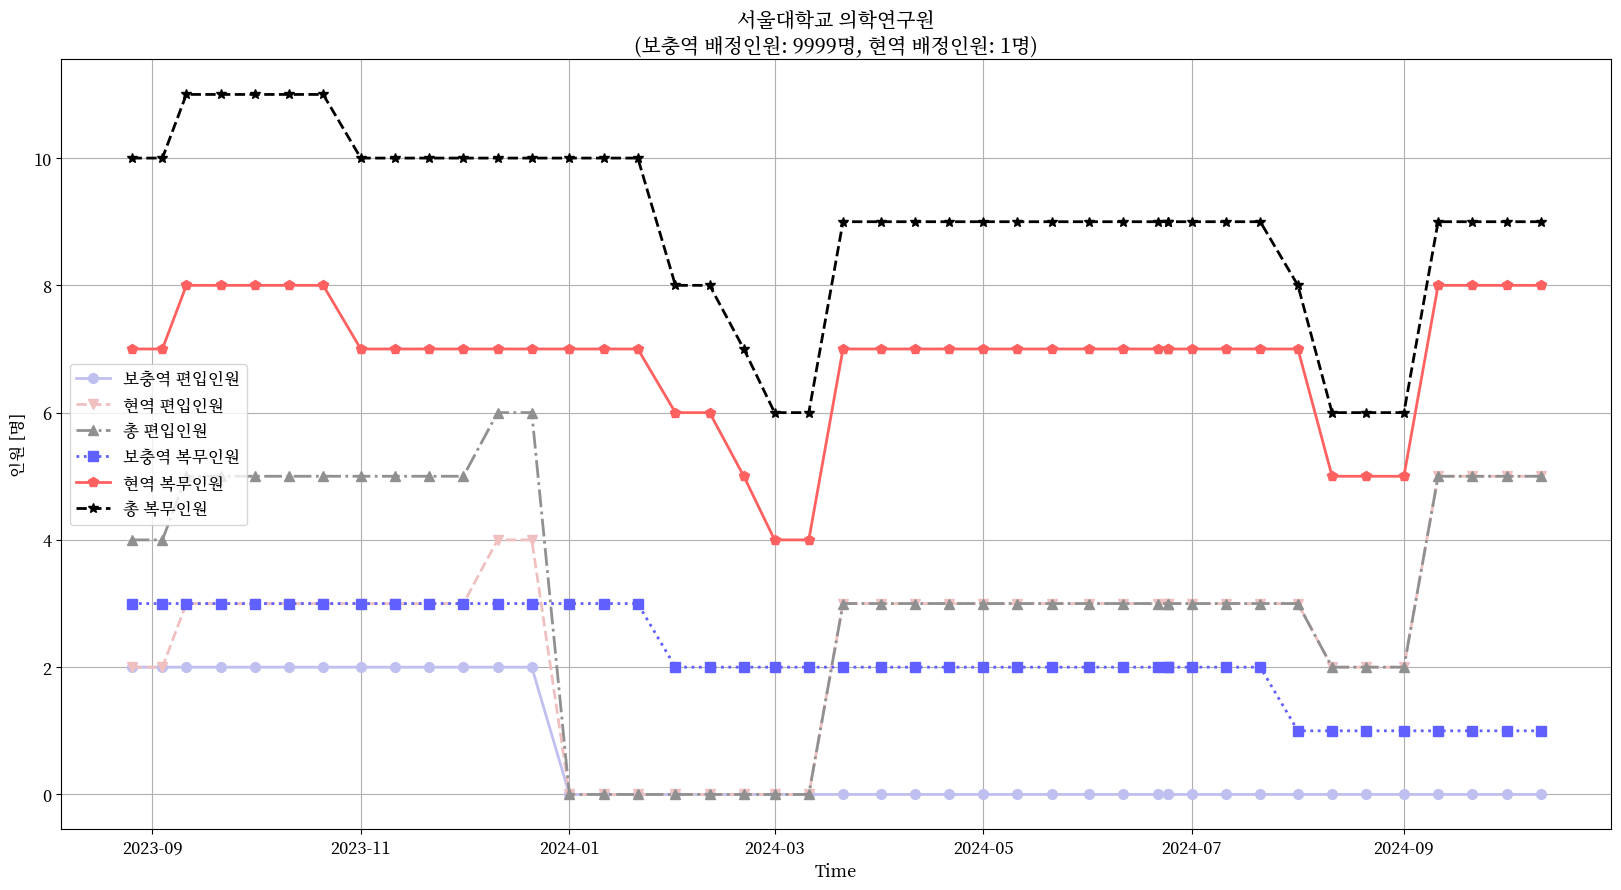 서울대학교 의학연구원
(보충역 배정인원: 9999명, 현역 배정인원: 1명)
인원 [명]
10
8
6
4
2
0
보충역 편입인원
현역 편입인원
총 편입인원
보충역 복무인원
현역 복무인원
총 복무인원
2023-09
2023-11
2024-01
2024-03
2024-05
2024-07
2024-09
Time